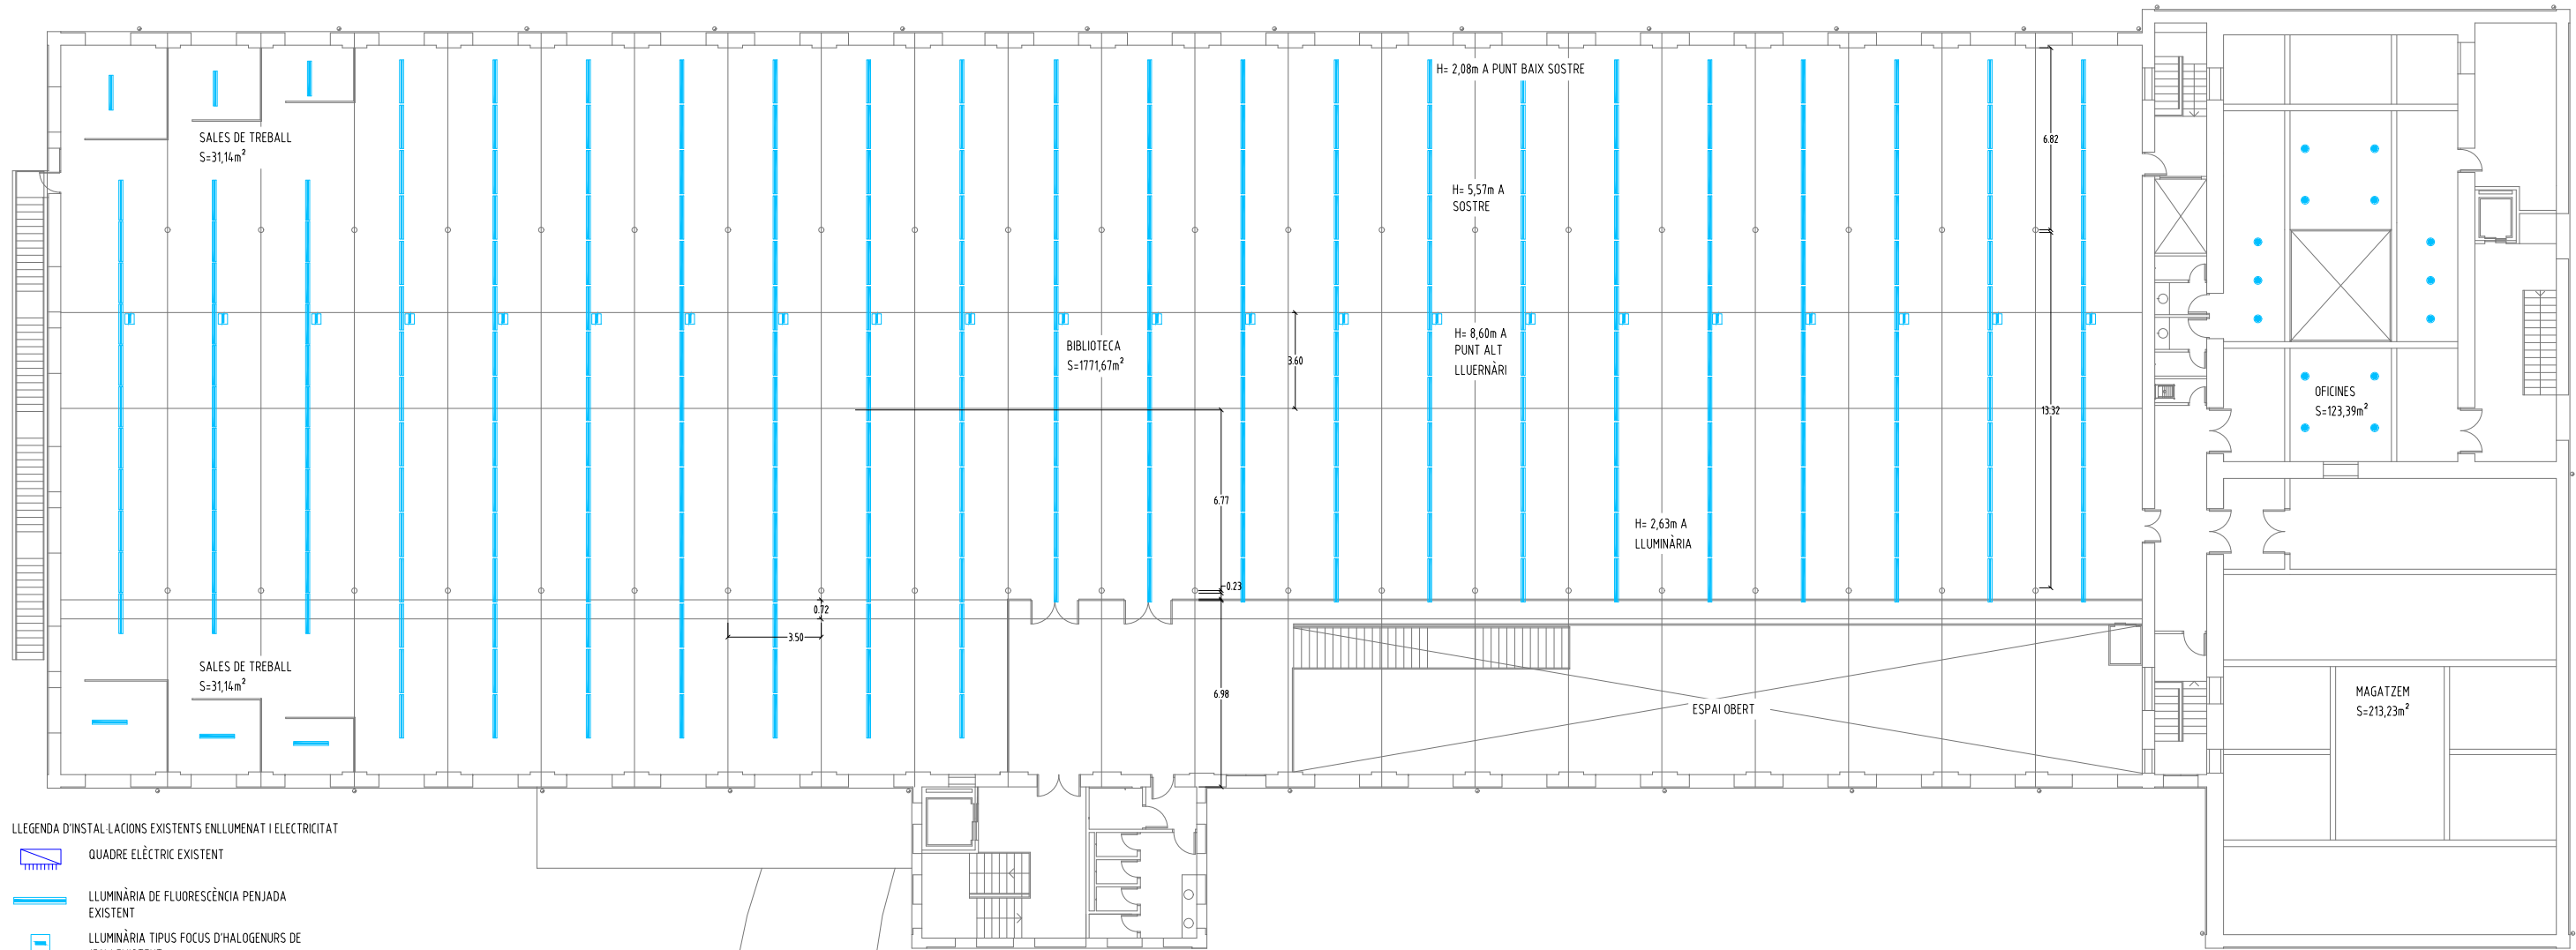 H= 2,08m A PUNT BAIX SOSTRE
SALES DE TREBALL
S=31,14m²
6.82
H= 5,57m A
SOSTRE
BIBLIOTECA
S=1771,67m²
3.60
H= 8,60m A
PUNT ALT
LLUERNÀRI
OFICINES
S=123,39m²
13.32
6.77
H= 2,63m A
LLUMINÀRIA
0.23
0.72
3.50
SALES DE TREBALL
S=31,14m²
6.98
ESPAI OBERT
MAGATZEM
S=213,23m²
LLEGENDA D'INSTAL·LACIONS EXISTENTS ENLLUMENAT I ELECTRICITAT
QUADRE ELÈCTRIC EXISTENT
LLUMINÀRIA DE FLUORESCÈNCIA PENJADA
EXISTENT
LLUMINÀRIA TIPUS FOCUS D'HALOGENURS DE